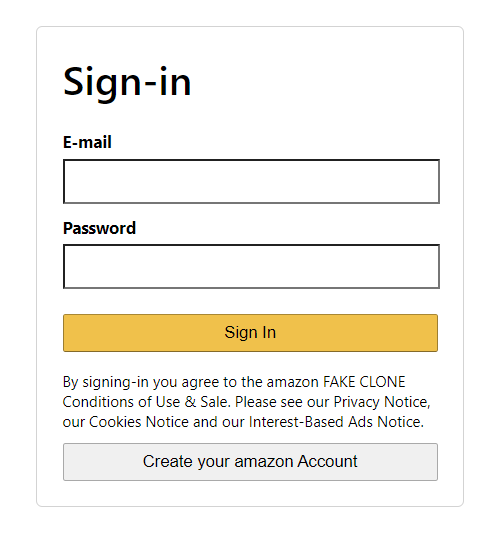 Sign-in
E-mail
Password
Sign In
By signing-in you agree to the amazon FAKE CLONE
Conditions of Use & Sale. Please see our Privacy Notice,
our Cookies Notice and our Interest-Based Ads Notice.
Create your amazon Account